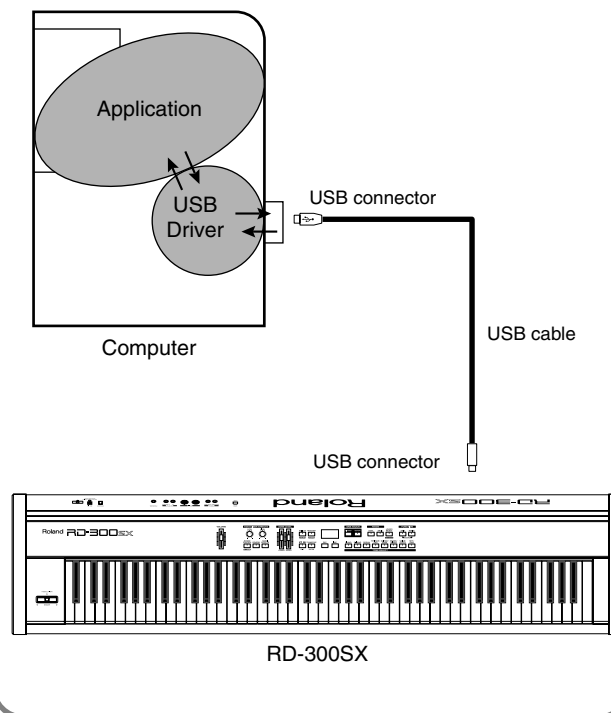 Application
USB
Driver
USB connector
Computer
USB cable
USB connector
Roland
RD-300SX
Roland RD-300SX
RD-300SX